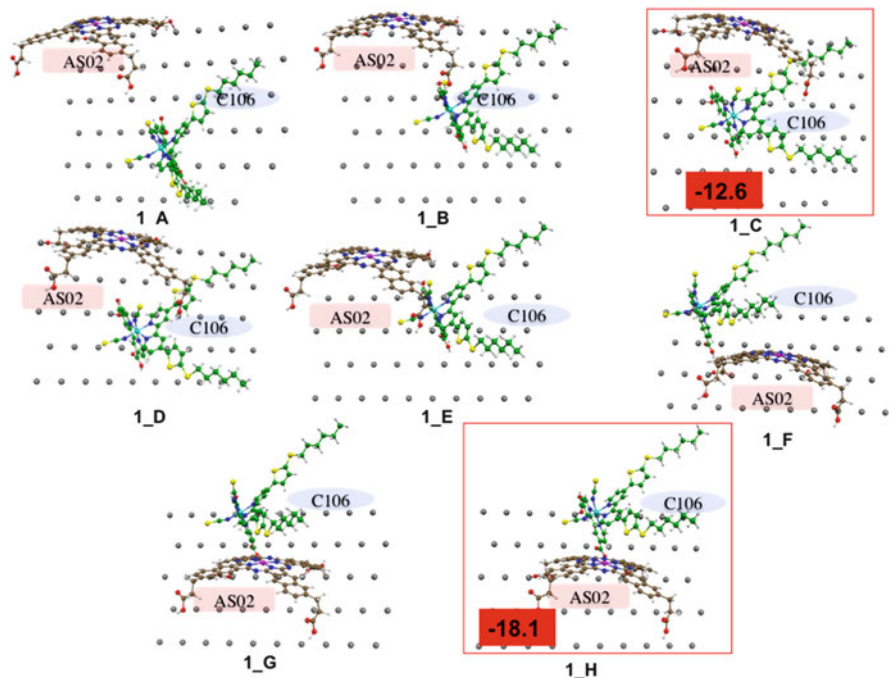 AS02
C106
1_A
AS02
C106
1_B
AS02
C106
-12.6
1_C
AS02
C106
1_D
AS02
C106
1_E
C106
AS02
1_F
C106
AS02
1_G
C106
AS02
-18.1
1_H